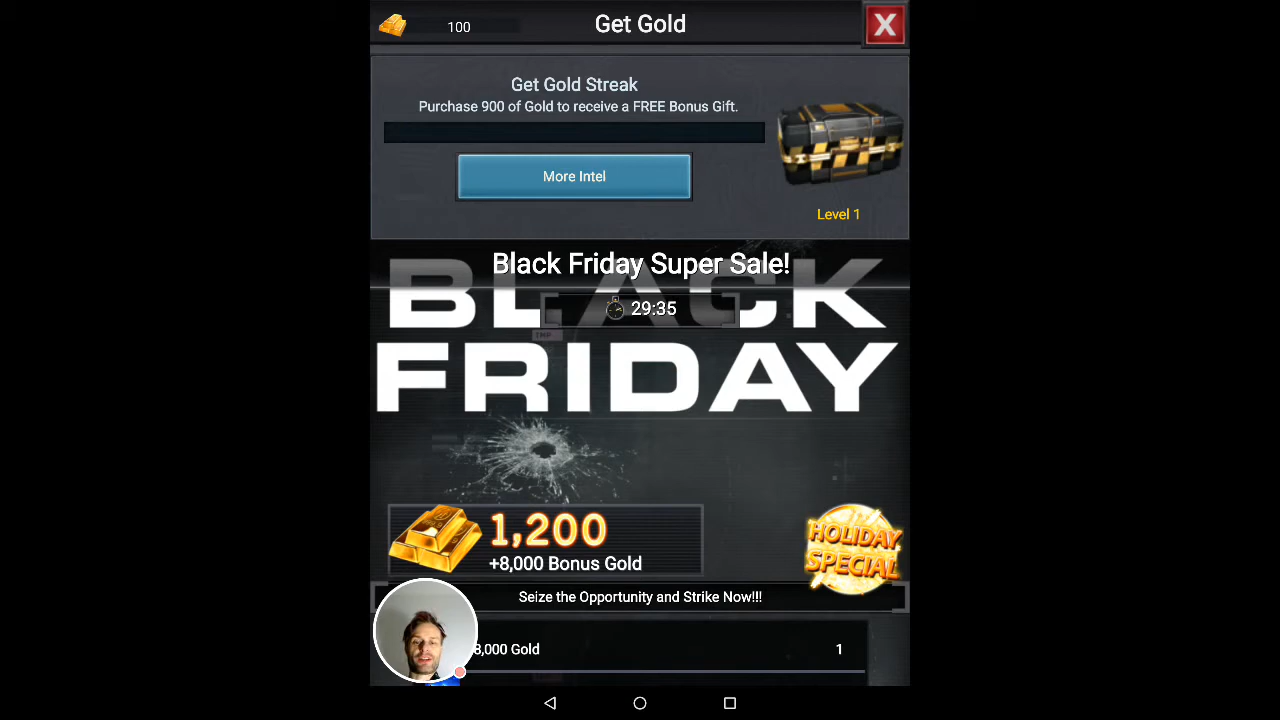 100
Get Gold
X
Get Gold Streak
Purchase 900 of Gold to receive a FREE Bonus Gift.
More Intel
Level 1
Black Friday Super Sale!
BLACK
29:35
FRIDAY
1,200
+8,000 Bonus Gold
HOLIDAY
SPECIAL
Seize the Opportunity and Strike Now!!!
8,000 Gold
1